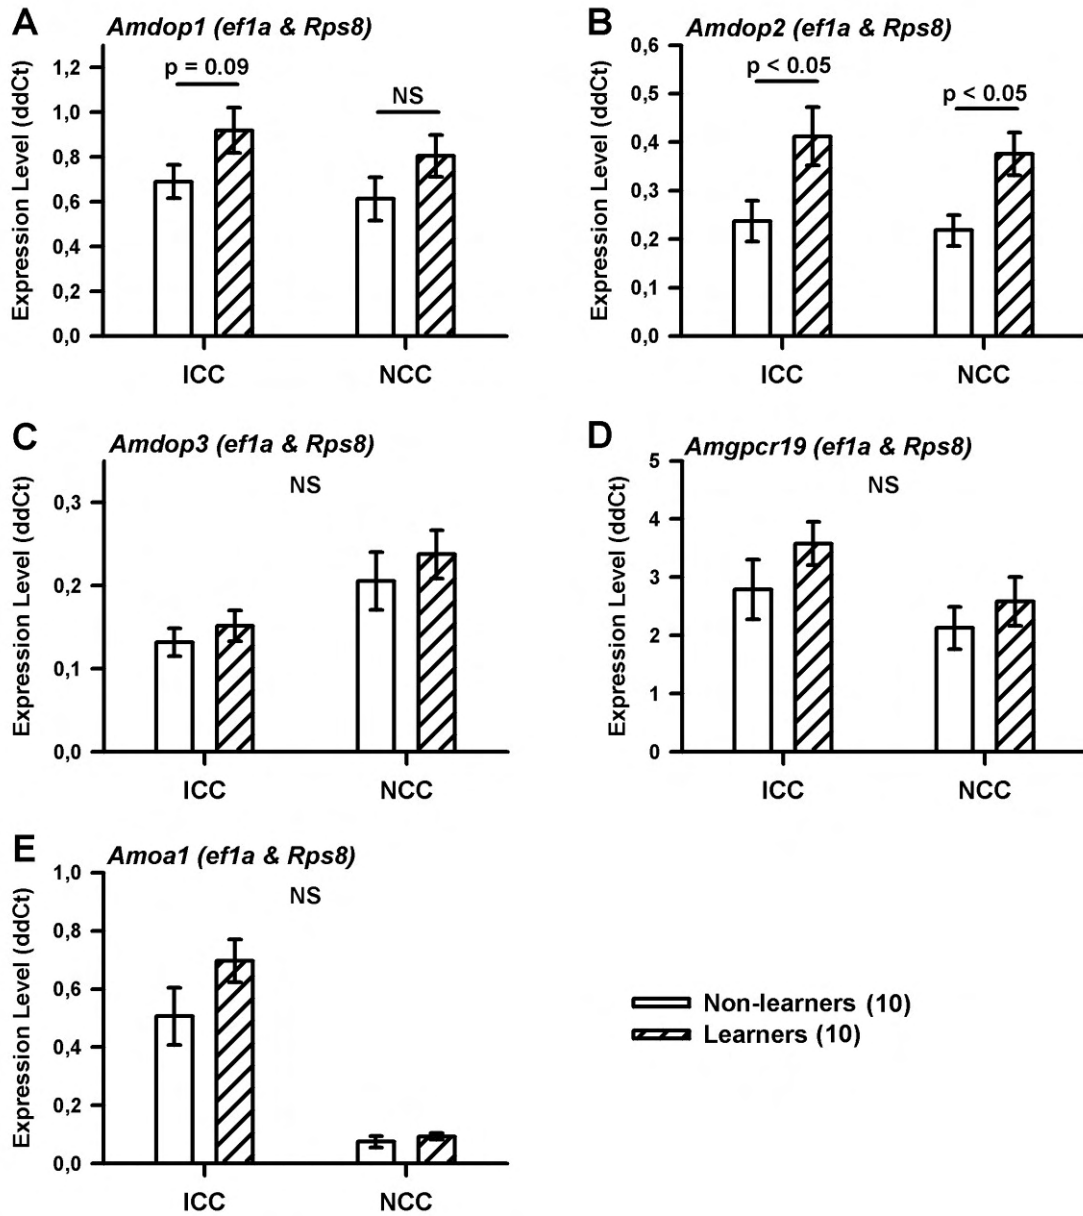 A
Amdop1 (ef1a & Rps8)
Expression Level (ddCt)
1,2
1,0
0,8
0,6
0,4
0,2
0,0
p = 0.09
NS
ICC
NCC
B
Amdop2 (ef1a & Rps8)
Expression Level (ddCt)
0,6
0,5
0,4
0,3
0,2
0,1
0,0
p < 0.05
p < 0.05
ICC
NCC
C
Amdop3 (ef1a & Rps8)
Expression Level (ddCt)
0,3
0,2
0,1
0,0
NS
ICC
NCC
D
Amgpcr19 (ef1a & Rps8)
Expression Level (ddCt)
5
4
3
2
1
0
NS
ICC
NCC
E
Amoa1 (ef1a & Rps8)
Expression Level (ddCt)
1,0
0,8
0,6
0,4
0,2
0,0
NS
ICC
NCC
Non-learners (10)
Learners (10)